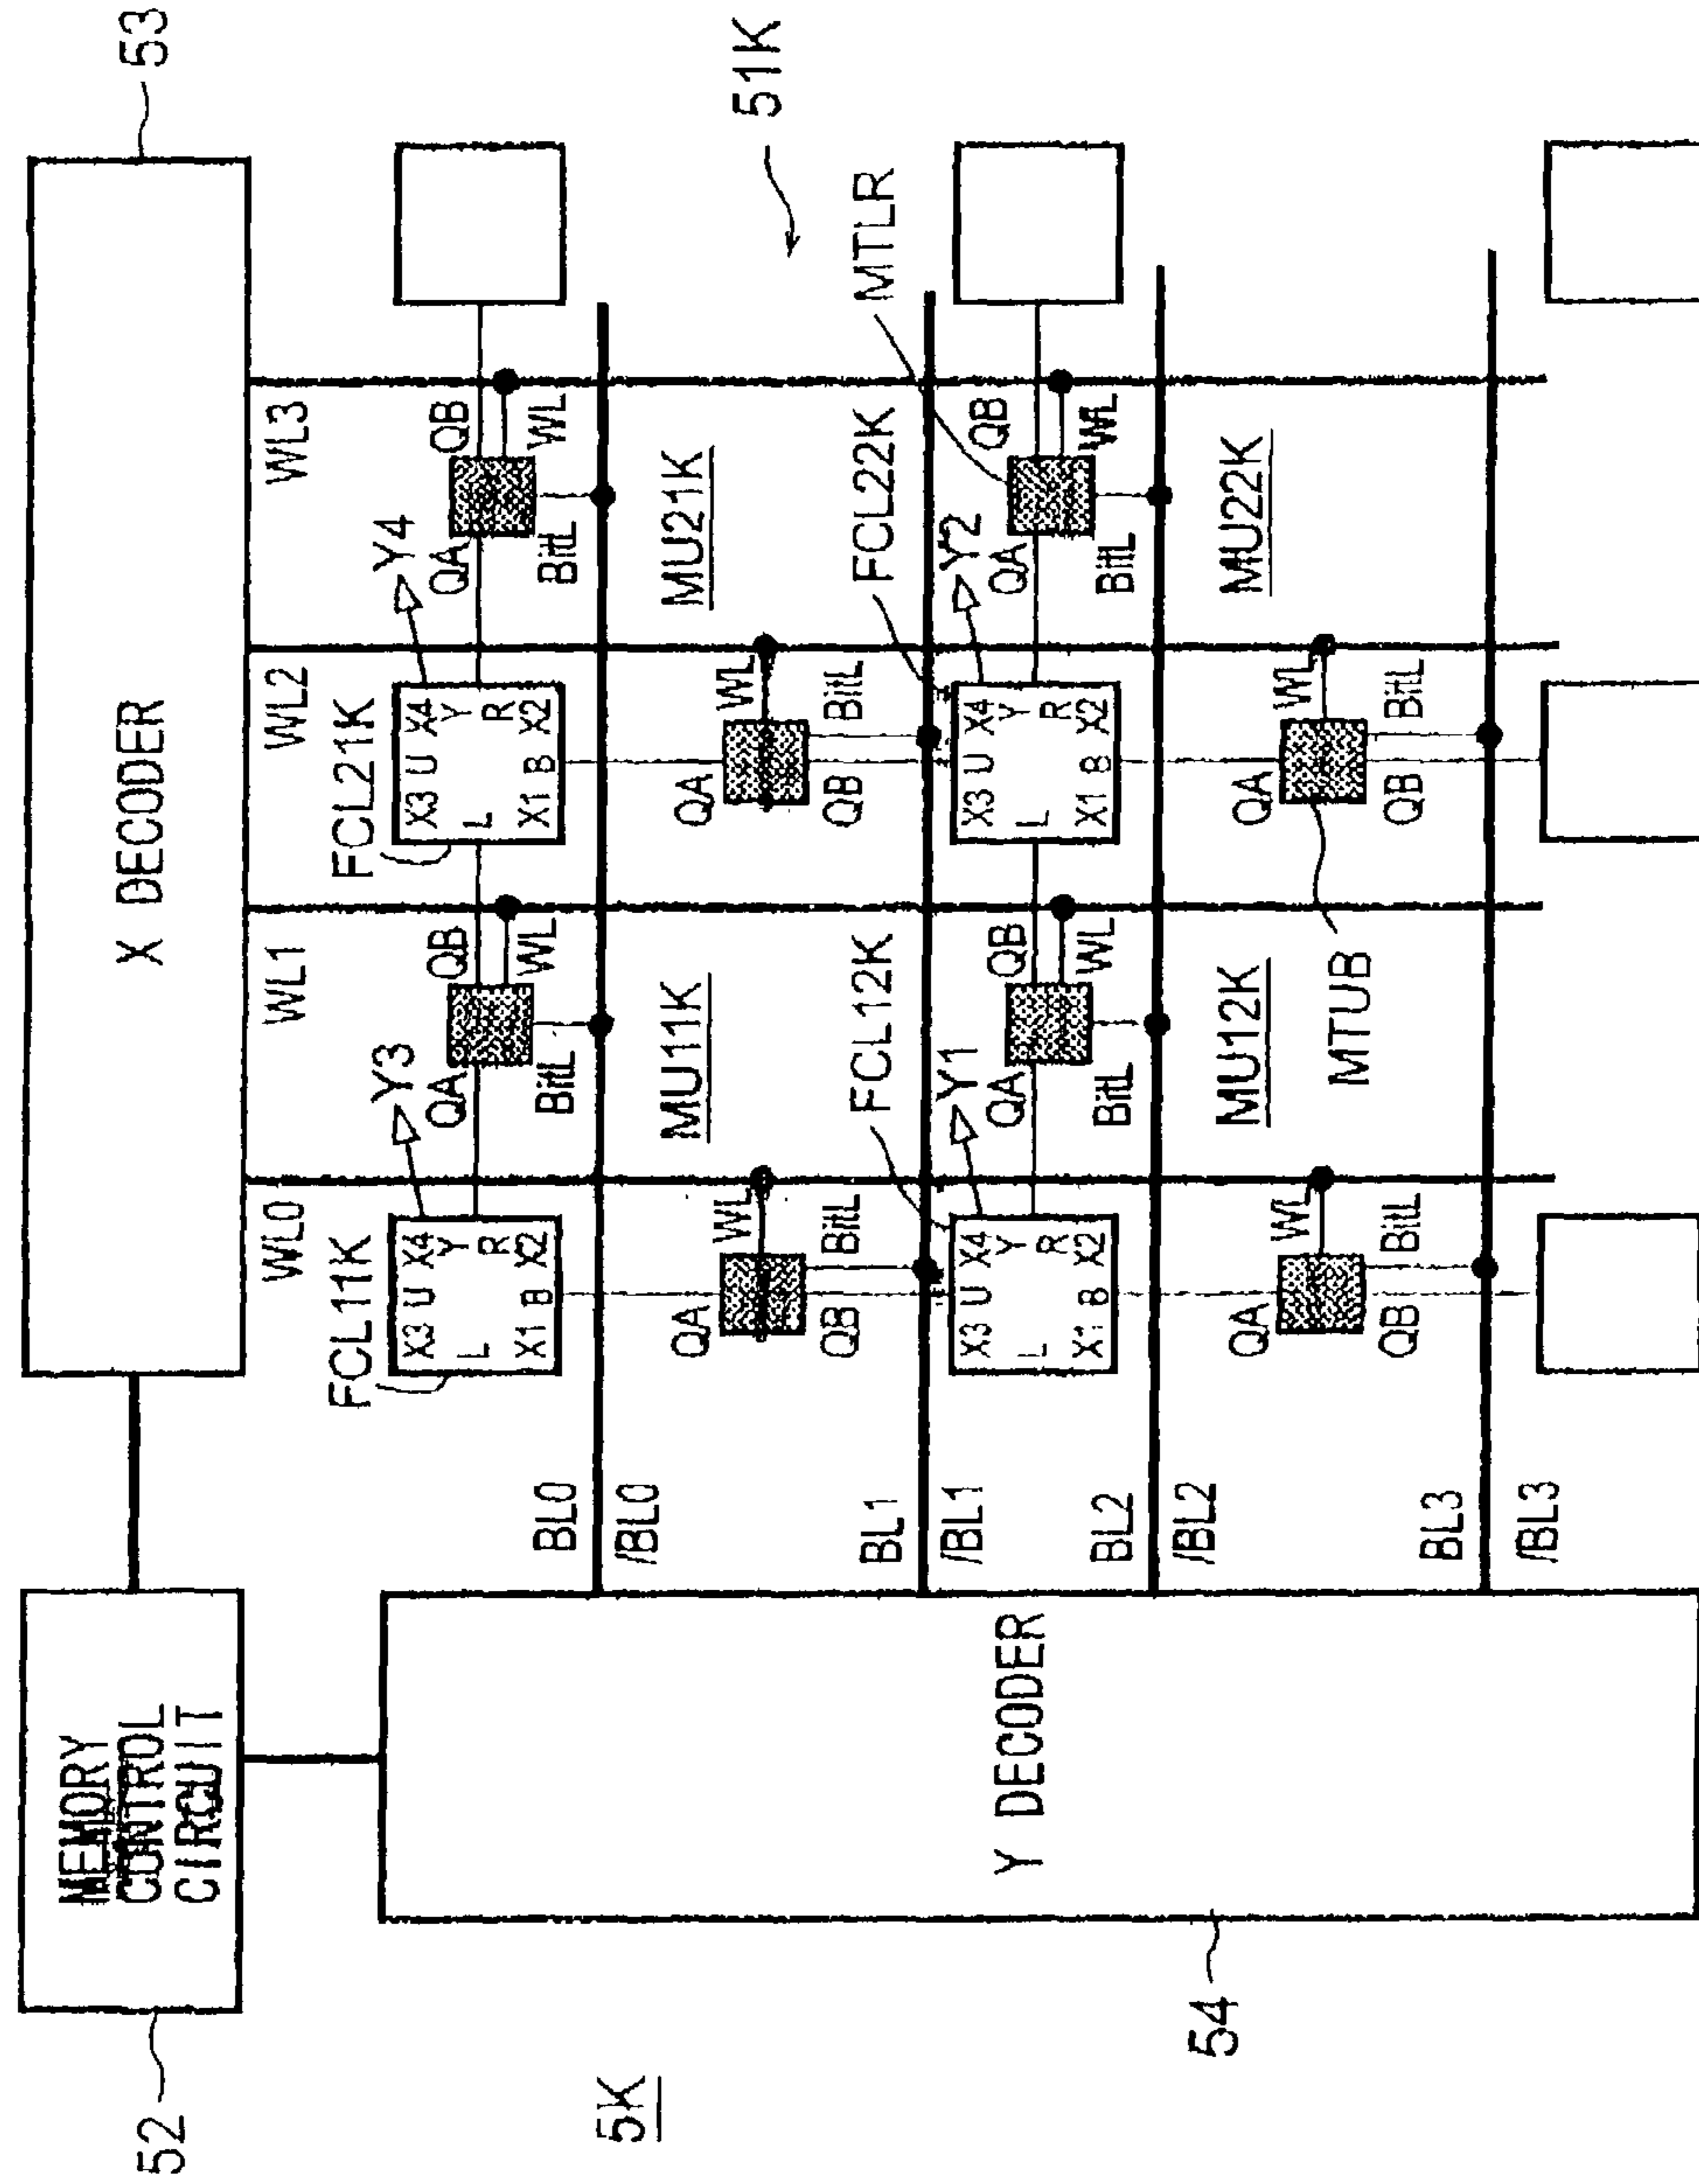 52
53
MEMORY
CONTROL
CIRCUIT
X DECODER
5K
51K
54
Y DECODER
WL0
WL1
WL2
WL3
FCL11K
X3 U X4
L Y
R
X1 B X2
Y3
QA
QB
WL
BitL
FCL21K
X3 U X4
L Y
R
X1 B X2
Y4
QA
QB
WL
BitL
BL0
/BL0
MU11K
MU21K
QA
WL
QB
BitL
QA
WL
QB
BitL
MTLR
BL1
/BL1
FCL12K
X3 U X4
L Y
R
X1 B X2
Y1
QA
QB
WL
BitL
FCL22K
X3 U X4
L Y
R
X1 B X2
Y2
QA
QB
WL
BitL
BL2
/BL2
MU12K
MU22K
QA
WL
QB
BitL
MTUB
QA
WL
QB
BitL
BL3
/BL3